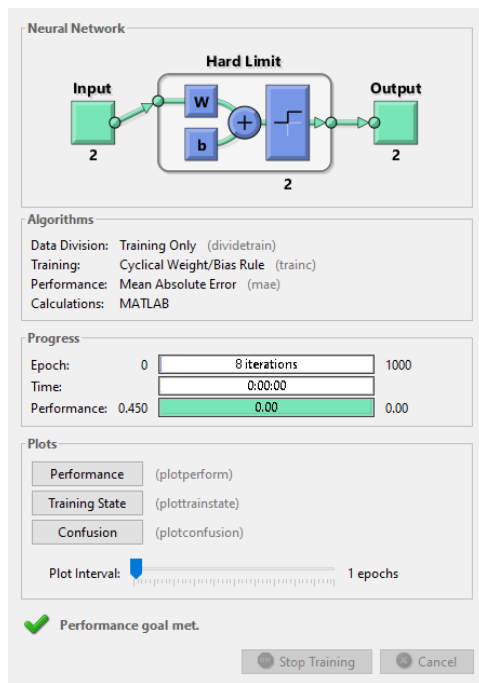 Neural Network
Hard Limit
Input
Output
W
b
+
2
2
2
Algorithms
Data Division: Training Only (dividetrain)
Training: Cyclical Weight/Bias Rule (trainc)
Performance: Mean Absolute Error (mae)
Calculations: MATLAB
Progress
Epoch: 0 8 iterations 1000
Time: 0:00:00
Performance: 0.450 0.00 0.00
Plots
Performance (plotperform)
Training State (plottrainstate)
Confusion (plotconfusion)
Plot Interval: 1 epochs
Performance goal met.
Stop Training Cancel